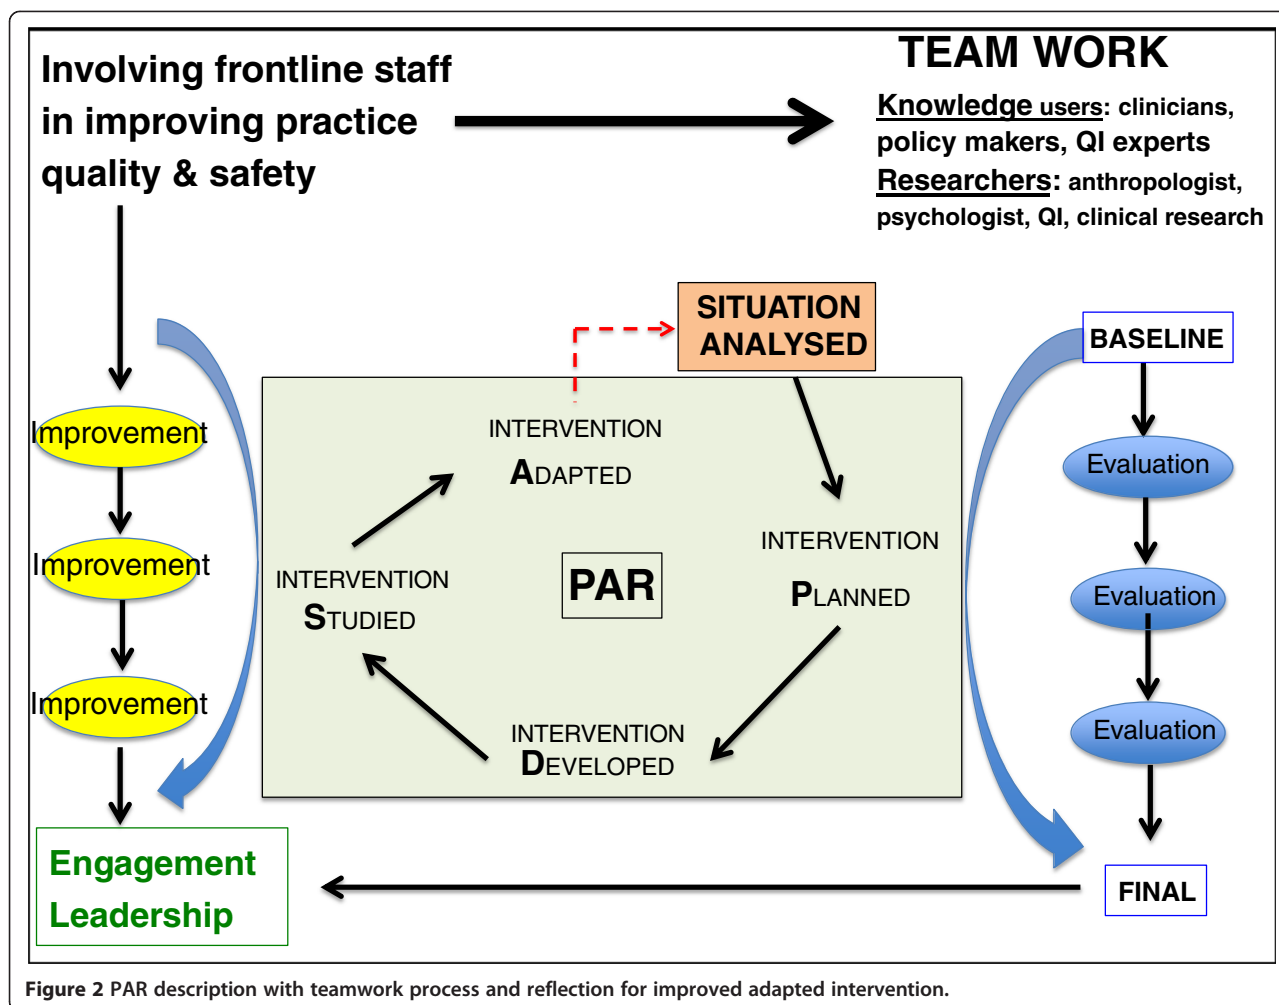 Involving frontline staff
in improving practice
quality & safety
TEAM WORK
Knowledge users: clinicians,
policy makers, QI experts
Researchers: anthropologist,
psychologist, QI, clinical research
SITUATION
ANALYSED
BASELINE
Improvement
Improvement
Improvement
INTERVENTION
ADAPTED
INTERVENTION
PLANNED
INTERVENTION
STUDIED
PAR
INTERVENTION
DEVELOPED
Evaluation
Evaluation
Evaluation
Engagement
Leadership
FINAL
Figure 2 PAR description with teamwork process and reflection for improved adapted intervention.